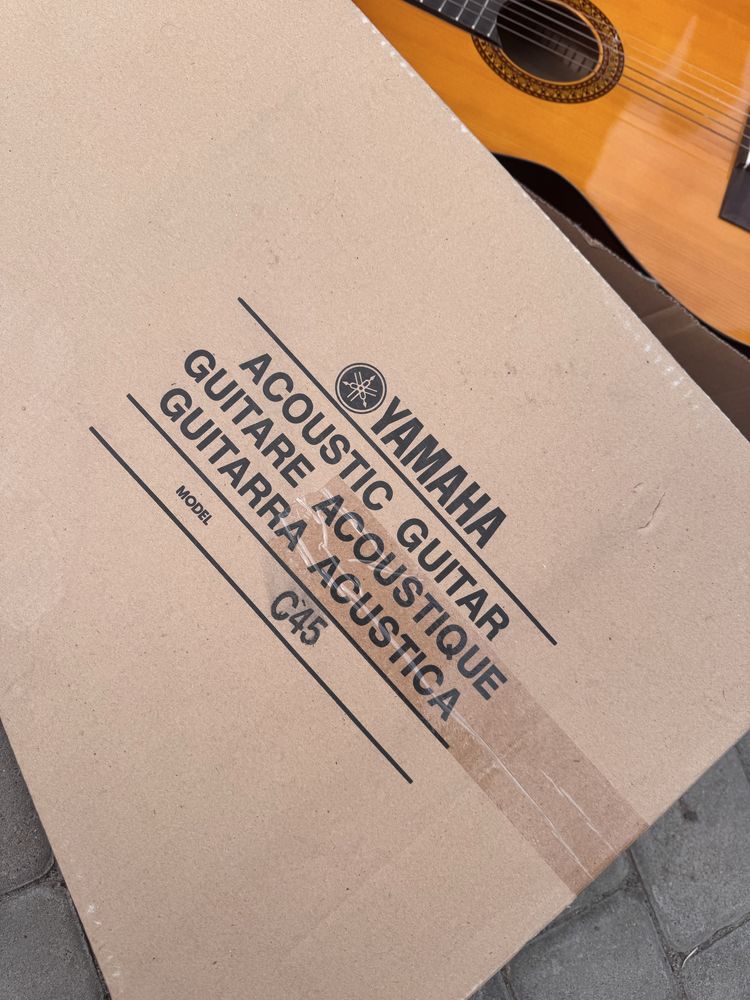 YAMAHA
ACOUSTIC GUITAR
GUITARE ACOUSTIQUE
GUITARRA ACUSTICA
MODEL
C45